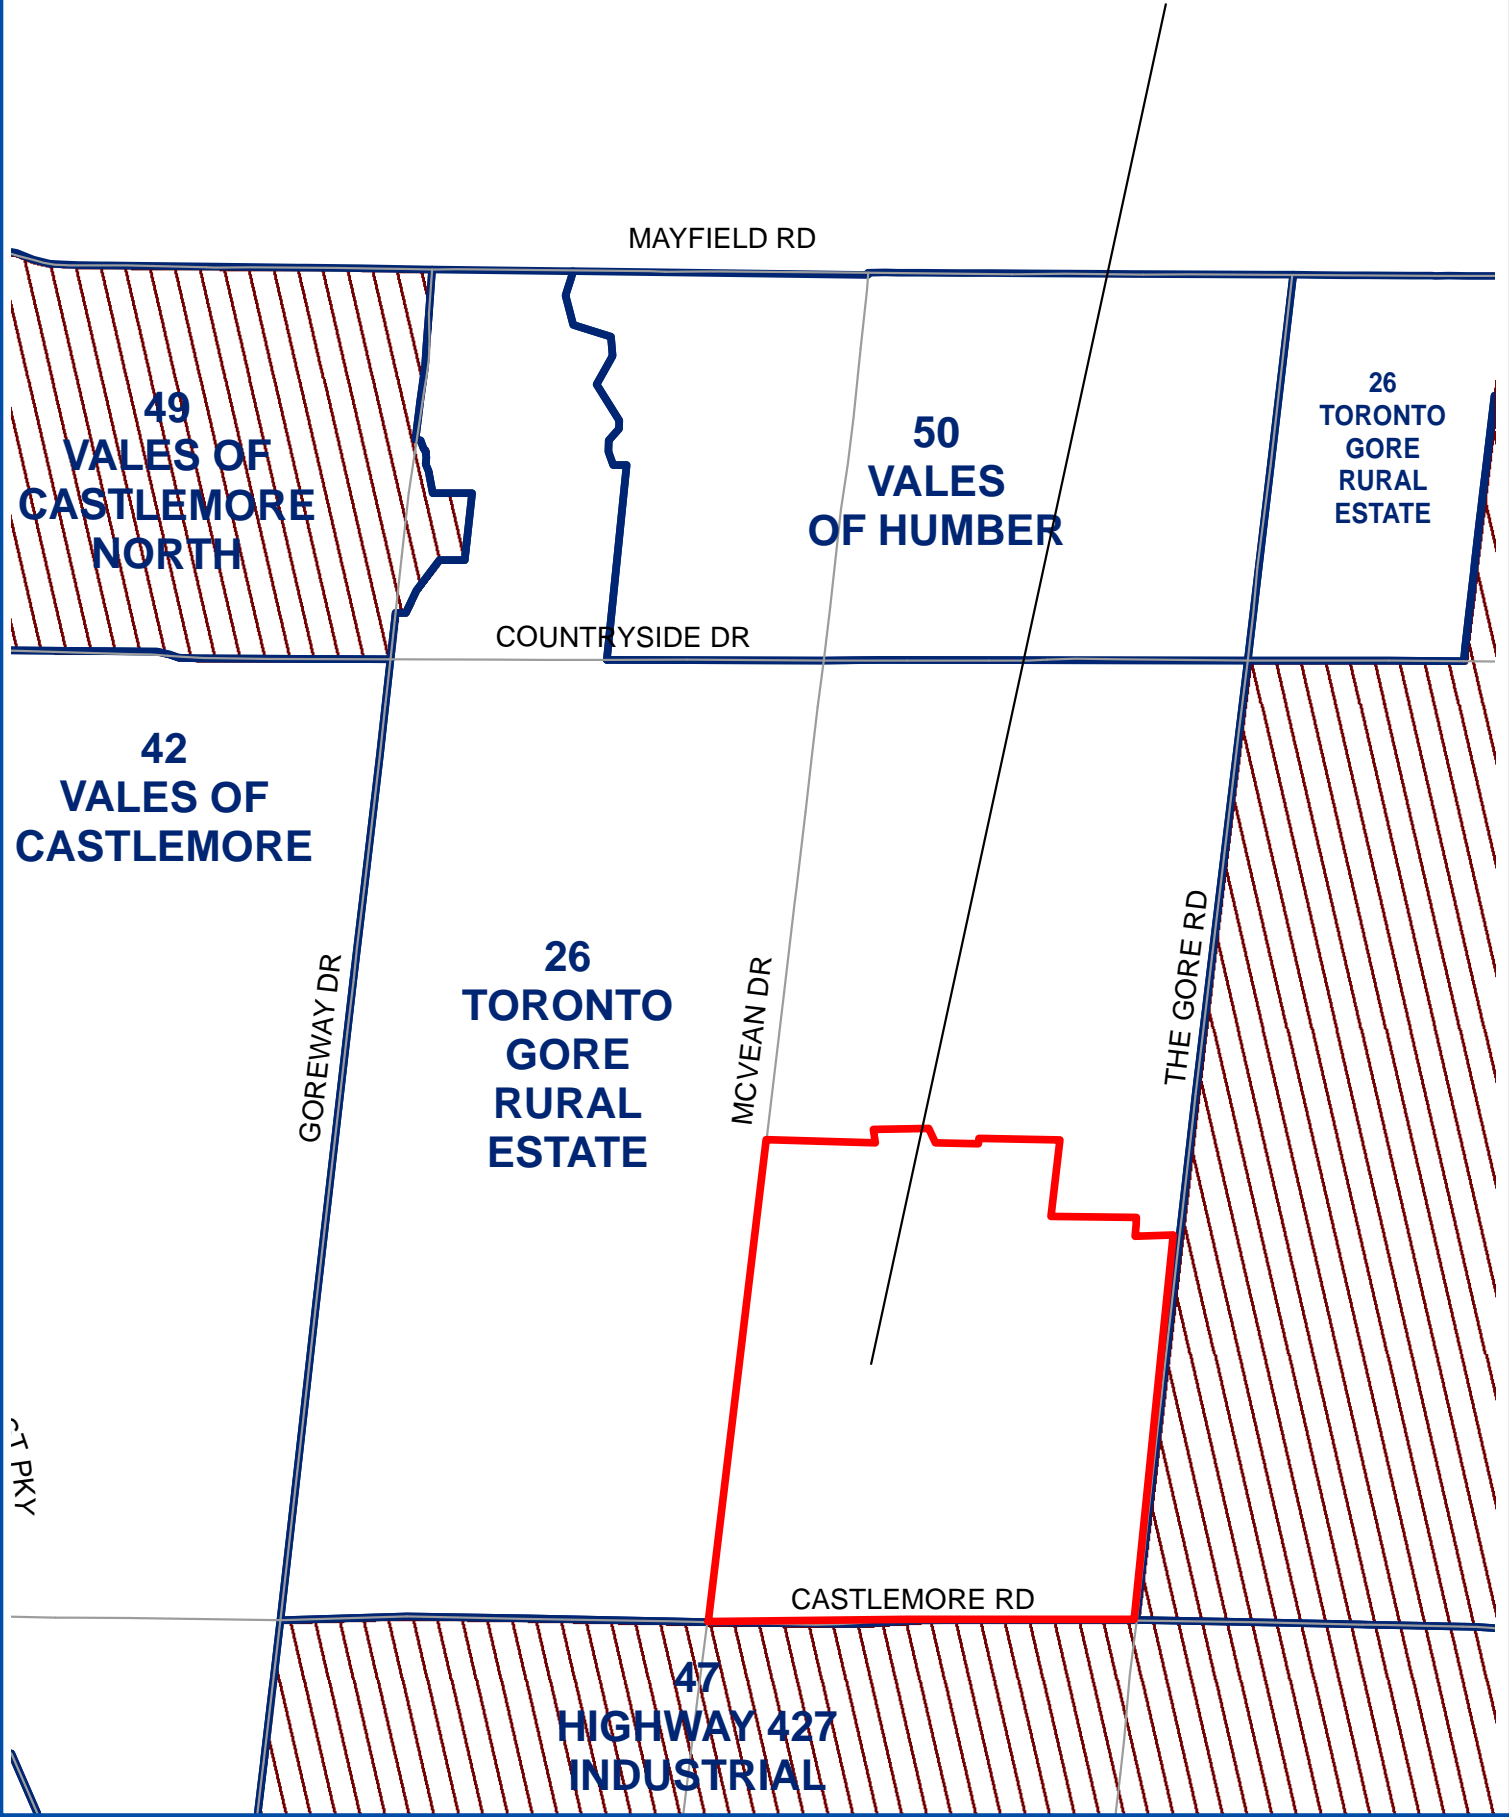 MAYFIELD RD
49
VALES OF
CASTLEMORE
NORTH
50
VALES
OF HUMBER
26
TORONTO
GORE
RURAL
ESTATE
COUNTRYSIDE DR
42
VALES OF
CASTLEMORE
GOREWAY DR
26
TORONTO
GORE
RURAL
ESTATE
MCVEAN DR
THE GORE RD
CT PKY
CASTLEMORE RD
47
HIGHWAY 427
INDUSTRIAL